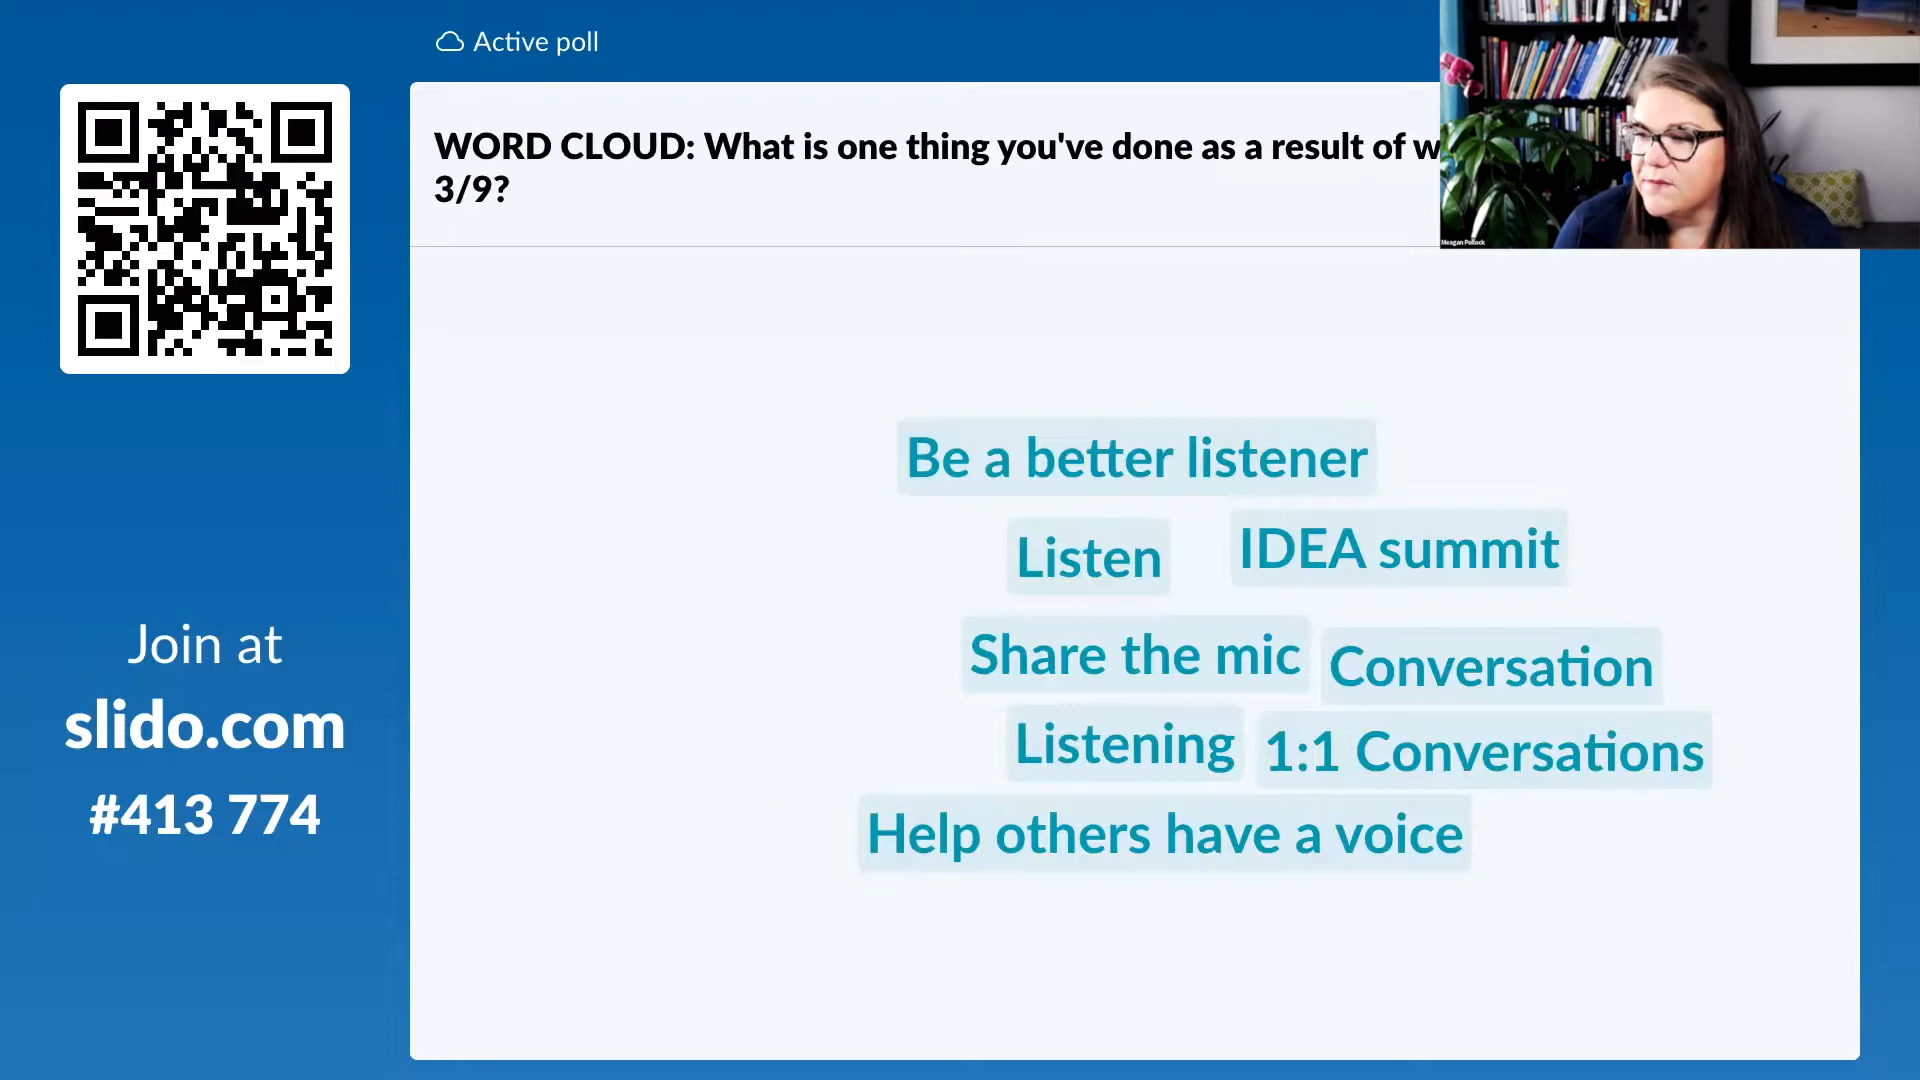 Active poll
WORD CLOUD: What is one thing you've done as a result of w
3/9?
Meagan Pollock
Be a better listener
Listen
IDEA summit
Share the mic
Conversation
Listening
1:1 Conversations
Help others have a voice
Join at
slido.com
#413 774